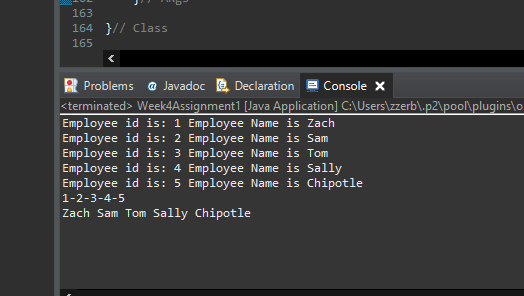 162 }// Args
163
164 }// Class
165
Problems @ Javadoc Declaration Console
<terminated> Week4Assignment1 [Java Application] C:\Users\zzerb\.p2\pool\plugins\o
Employee id is: 1 Employee Name is Zach
Employee id is: 2 Employee Name is Sam
Employee id is: 3 Employee Name is Tom
Employee id is: 4 Employee Name is Sally
Employee id is: 5 Employee Name is Chipotle
1-2-3-4-5
Zach Sam Tom Sally Chipotle